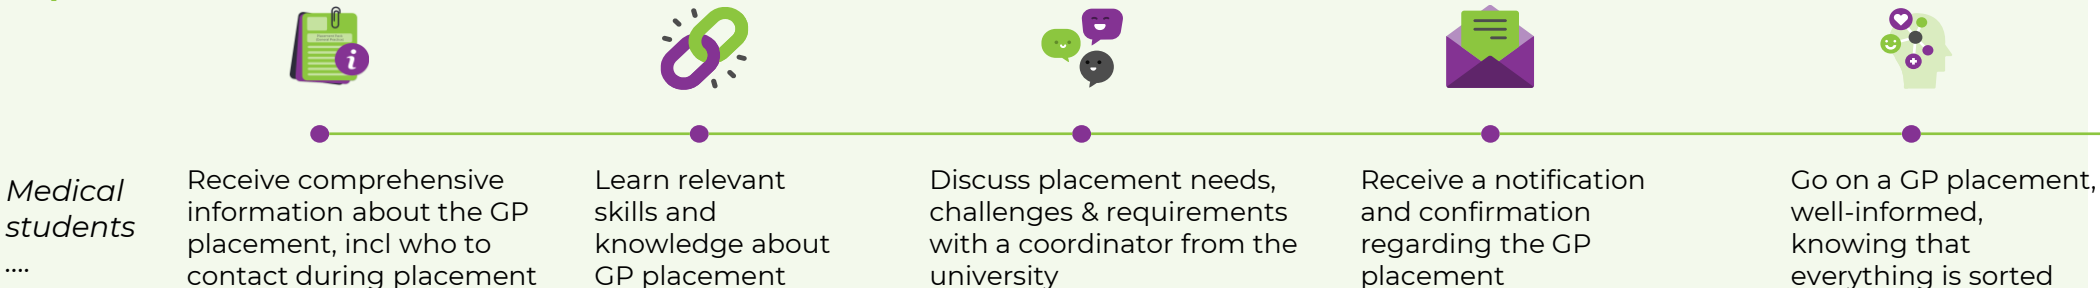 Medical
students
....
Receive comprehensive
information about the GP
placement, incl who to
contact during placement
Learn relevant
skills and
knowledge about
GP placement
Discuss placement needs,
challenges & requirements
with a coordinator from the
university
Receive a notification
and confirmation
regarding the GP
placement
Go on a GP placement,
well-informed,
knowing that
everything is sorted